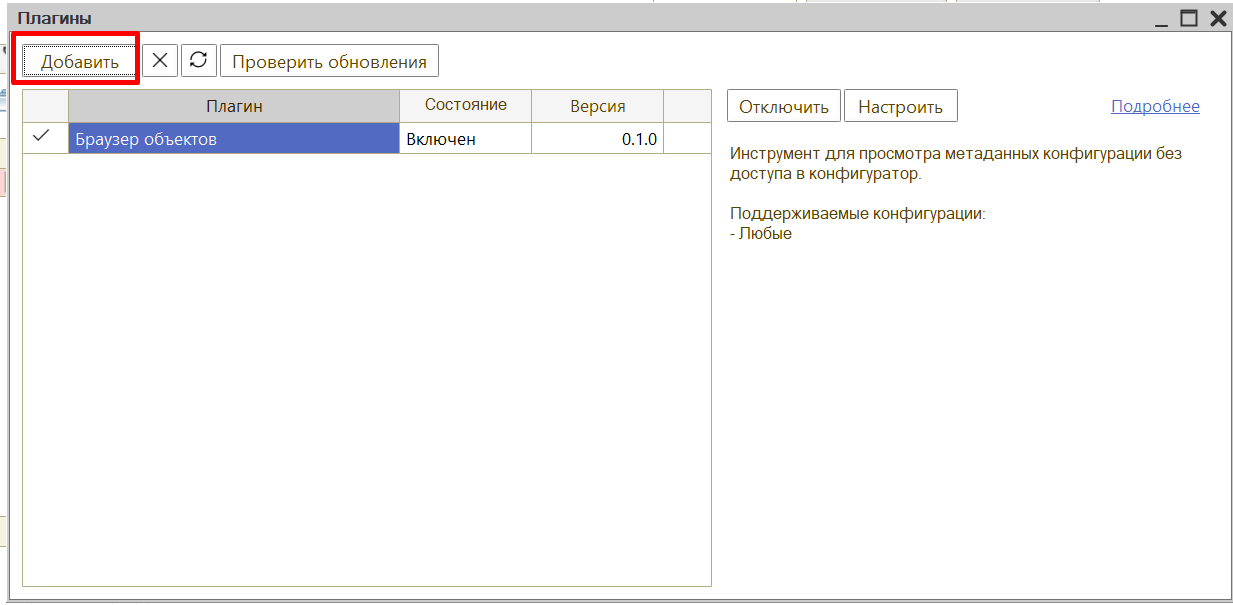 Плагины
Добавить
Проверить обновления
Плагин Состояние Версия
Браузер объектов Включен 0.1.0
Отключить Настроить Подробнее
Инструмент для просмотра метаданных конфигурации без
доступа в конфигуратор.
Поддерживаемые конфигурации:
- Любые